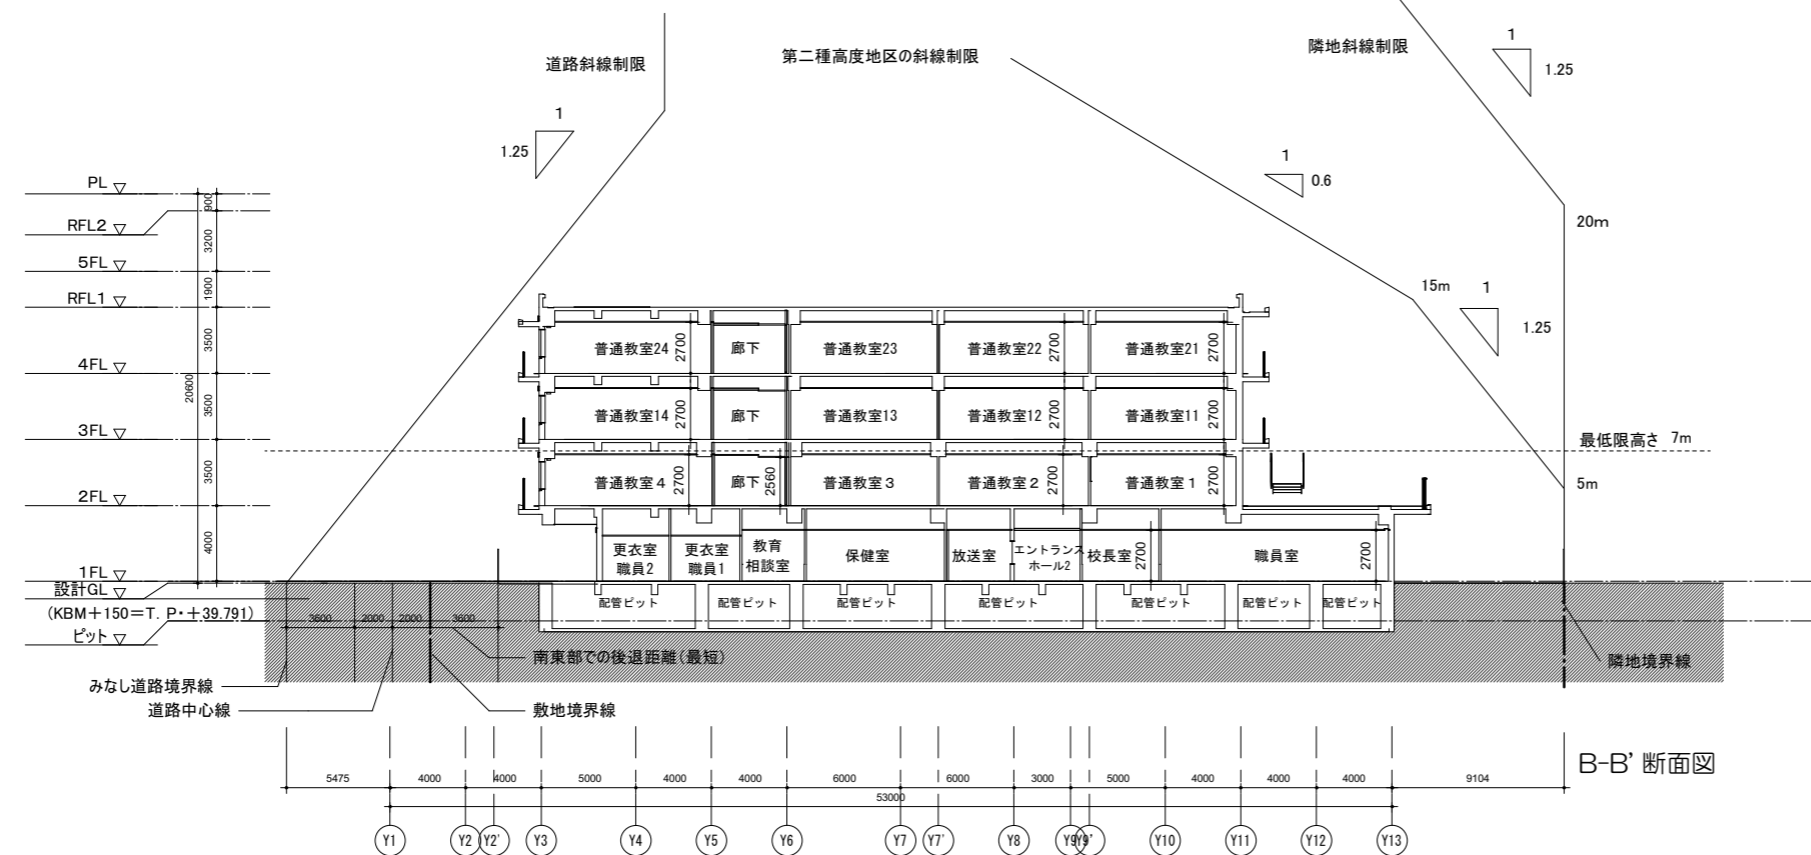 道路斜線制限
第二種高度地区の斜線制限
隣地斜線制限
1
1.25
1
1.25
1
0.6
20m
15m
1
1.25
最低限高さ 7m
5m
PL
RFL2
5FL
RFL1
4FL
3FL
2FL
1FL
設計GL
(KBM+150=T. P・+39.791)
ピット
900
3200
1900
3500
3500
3500
4000
20600
普通教室24
2700
廊下
普通教室23
普通教室22
2700
普通教室21
2700
普通教室14
2700
廊下
普通教室13
普通教室12
2700
普通教室11
2700
普通教室4
2700
廊下
2560
普通教室3
普通教室2
2700
普通教室1
2700
更衣室
職員2
更衣室
職員1
教育
相談室
保健室
放送室
エントランス
ホール2
校長室
2700
職員室
2700
配管ピット
配管ピット
配管ピット
配管ピット
配管ピット
配管ピット
配管ピット
3600
2000
2000
3600
南東部での後退距離(最短)
みなし道路境界線
道路中心線
敷地境界線
隣地境界線
B-B' 断面図
5475
4000
4000
5000
4000
4000
6000
6000
3000
5000
4000
4000
4000
9104
53000
Y1
Y2
Y2'
Y3
Y4
Y5
Y6
Y7
Y7'
Y8
Y9
Y9'
Y10
Y11
Y12
Y13